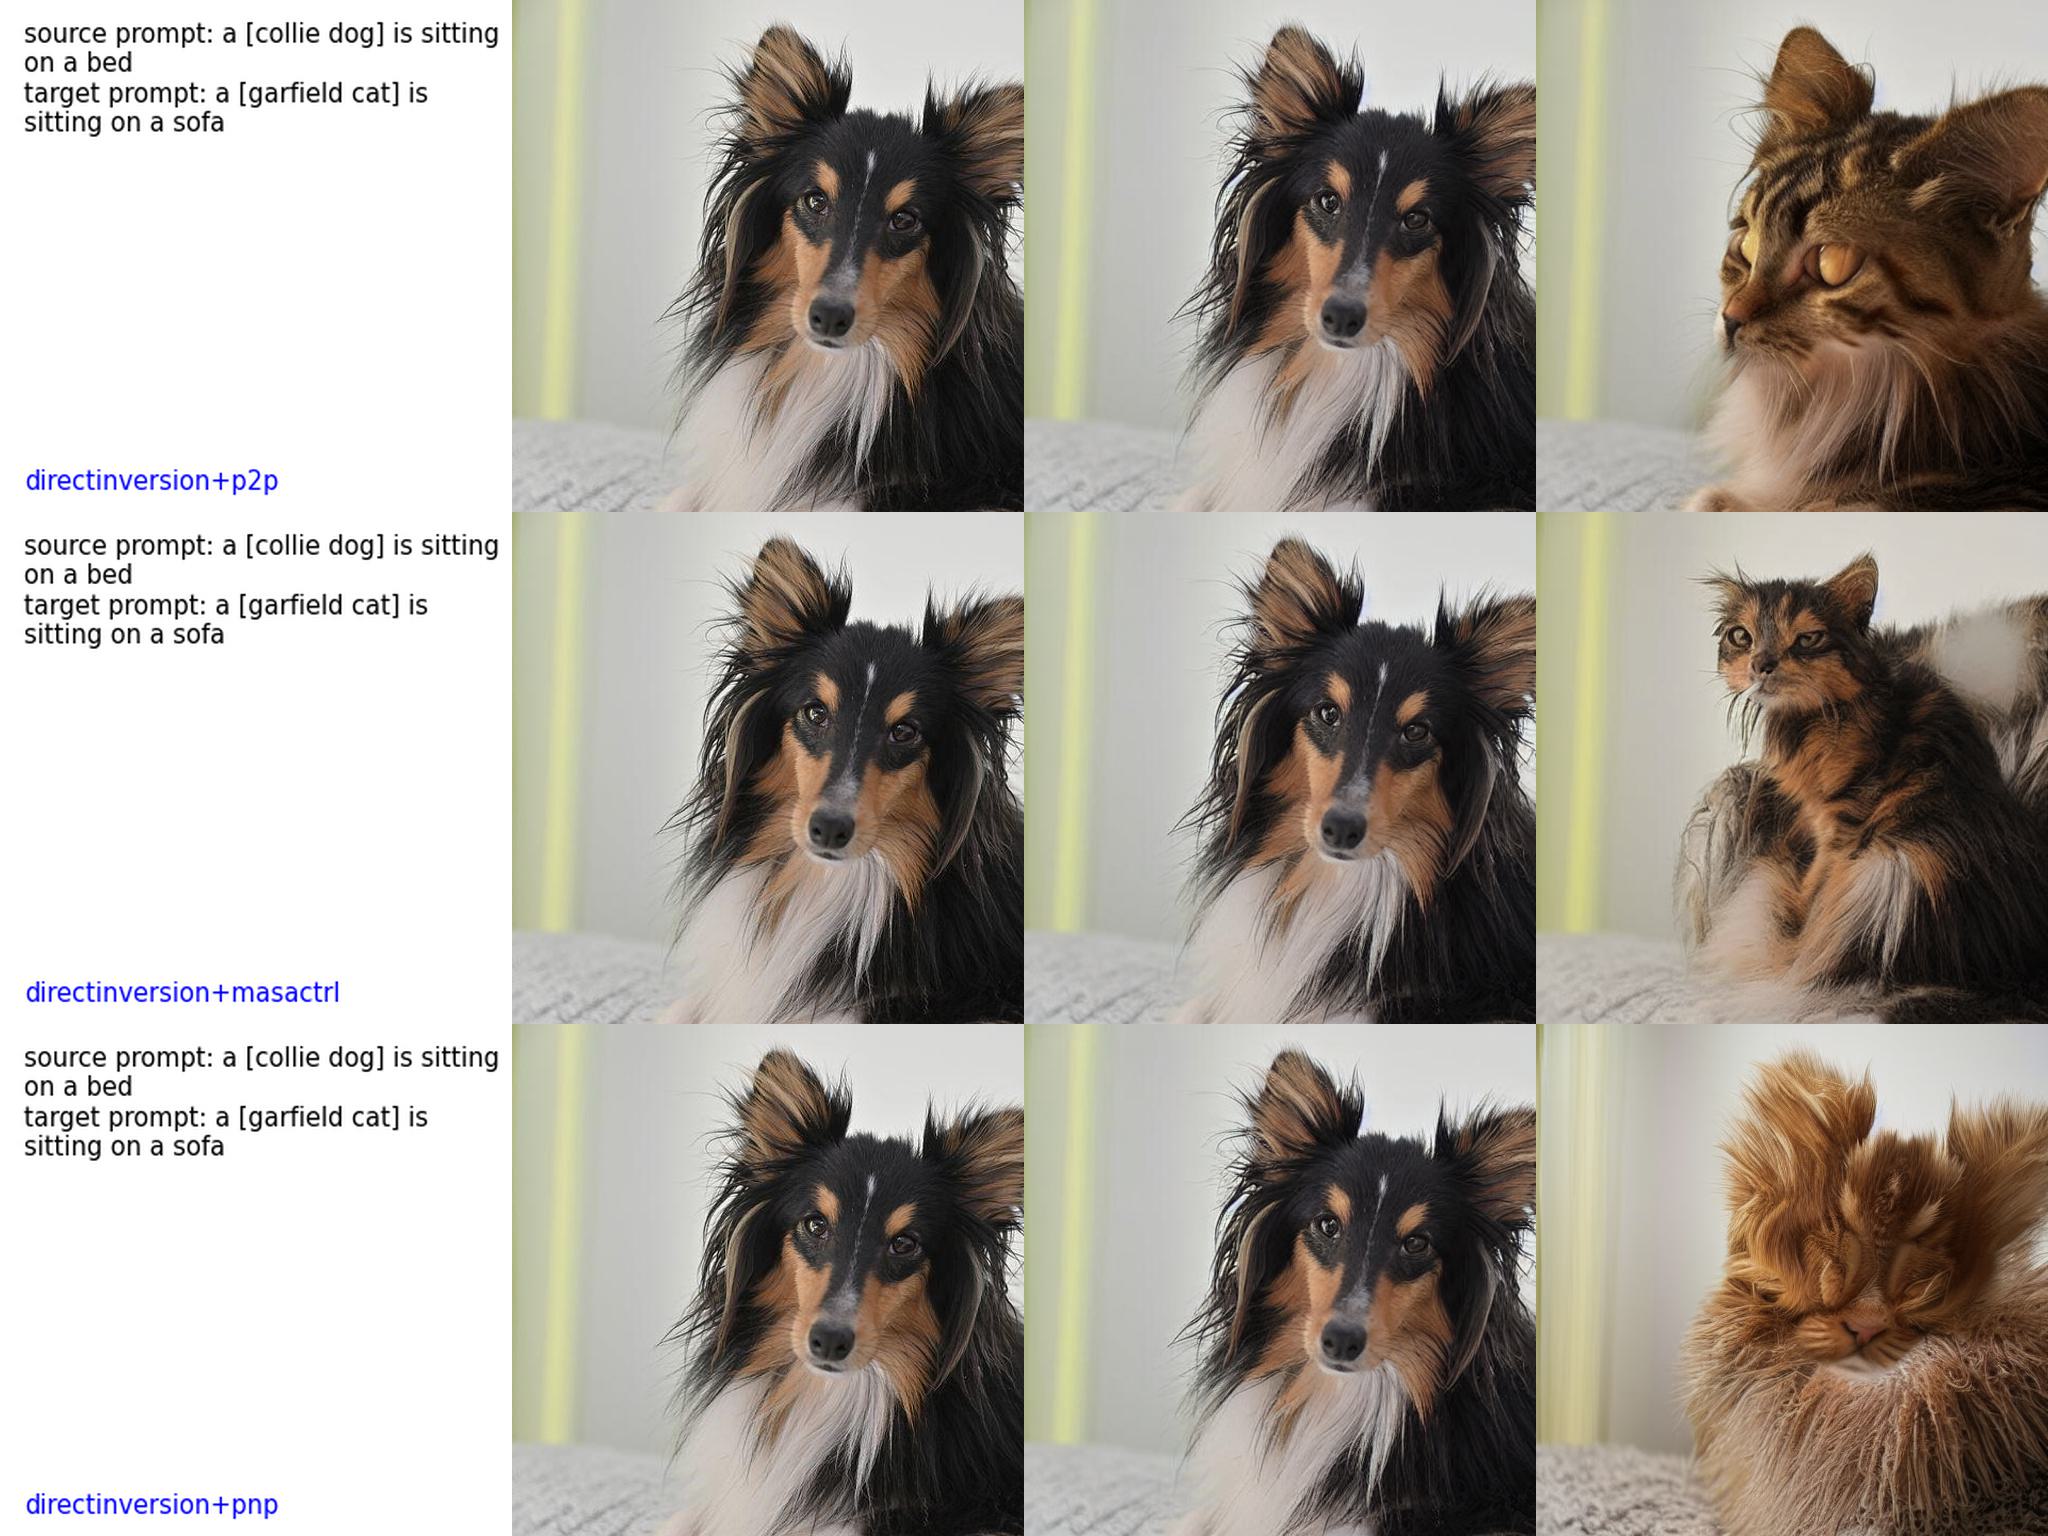 source prompt: a [collie dog] is sitting
on a bed
target prompt: a [garfield cat] is
sitting on a sofa
directinversion+p2p
source prompt: a [collie dog] is sitting
on a bed
target prompt: a [garfield cat] is
sitting on a sofa
directinversion+masactrl
source prompt: a [collie dog] is sitting
on a bed
target prompt: a [garfield cat] is
sitting on a sofa
directinversion+pnp